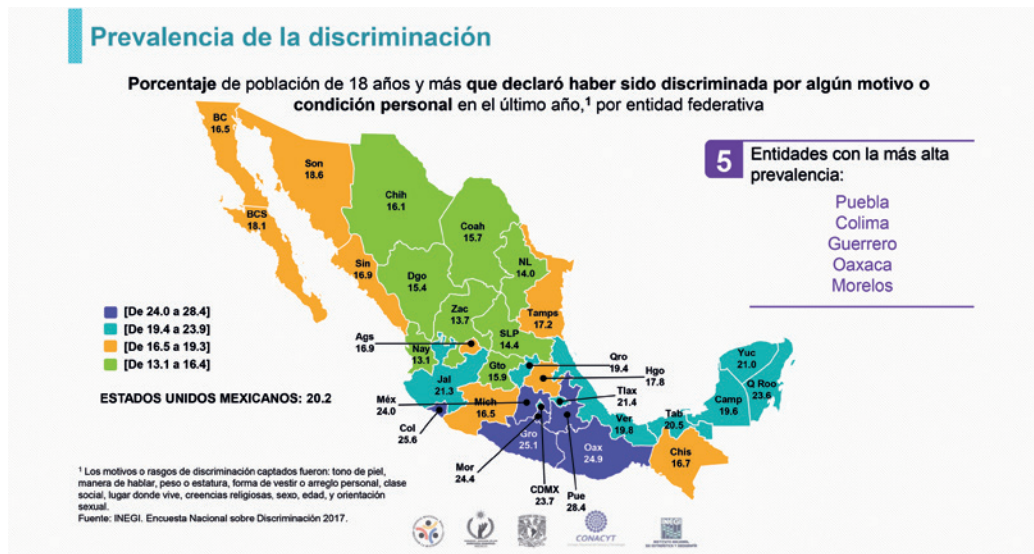 Prevalencia de la discriminación
Porcentaje de población de 18 años y más que declaró haber sido discriminada por algún motivo o
condición personal en el último año,¹ por entidad federativa
BC
16.5
Son
18.6
Chih
16.1
BCS
18.1
Coah
15.7
Sin
16.9
Dgo
15.4
NL
14.0
Zac
13.7
Tamps
17.2
5
Entidades con la más alta
prevalencia:
Puebla
Colima
Guerrero
Oaxaca
Morelos
[De 24.0 a 28.4]
[De 19.4 a 23.9]
[De 16.5 a 19.3]
[De 13.1 a 16.4]
Ags
16.9
SLP
14.4
Nay
13.1
Gto
15.9
Qro
19.4
Hgo
17.8
Jal
21.3
Tlax
21.4
Yuc
21.0
Q Roo
23.6
Camp
19.6
ESTADOS UNIDOS MEXICANOS: 20.2
Méx
24.0
Mich
16.5
Ver
19.8
Tab
20.5
Col
25.6
Gro
25.1
Oax
24.9
Chis
16.7
Mor
24.4
CDMX
23.7
Pue
28.4
¹ Los motivos o rasgos de discriminación captados fueron: tono de piel,
manera de hablar, peso o estatura, forma de vestir o arreglo personal, clase
social, lugar donde vive, creencias religiosas, sexo, edad, y orientación
sexual.
Fuente: INEGI. Encuesta Nacional sobre Discriminación 2017.
CONACYT
INEGI